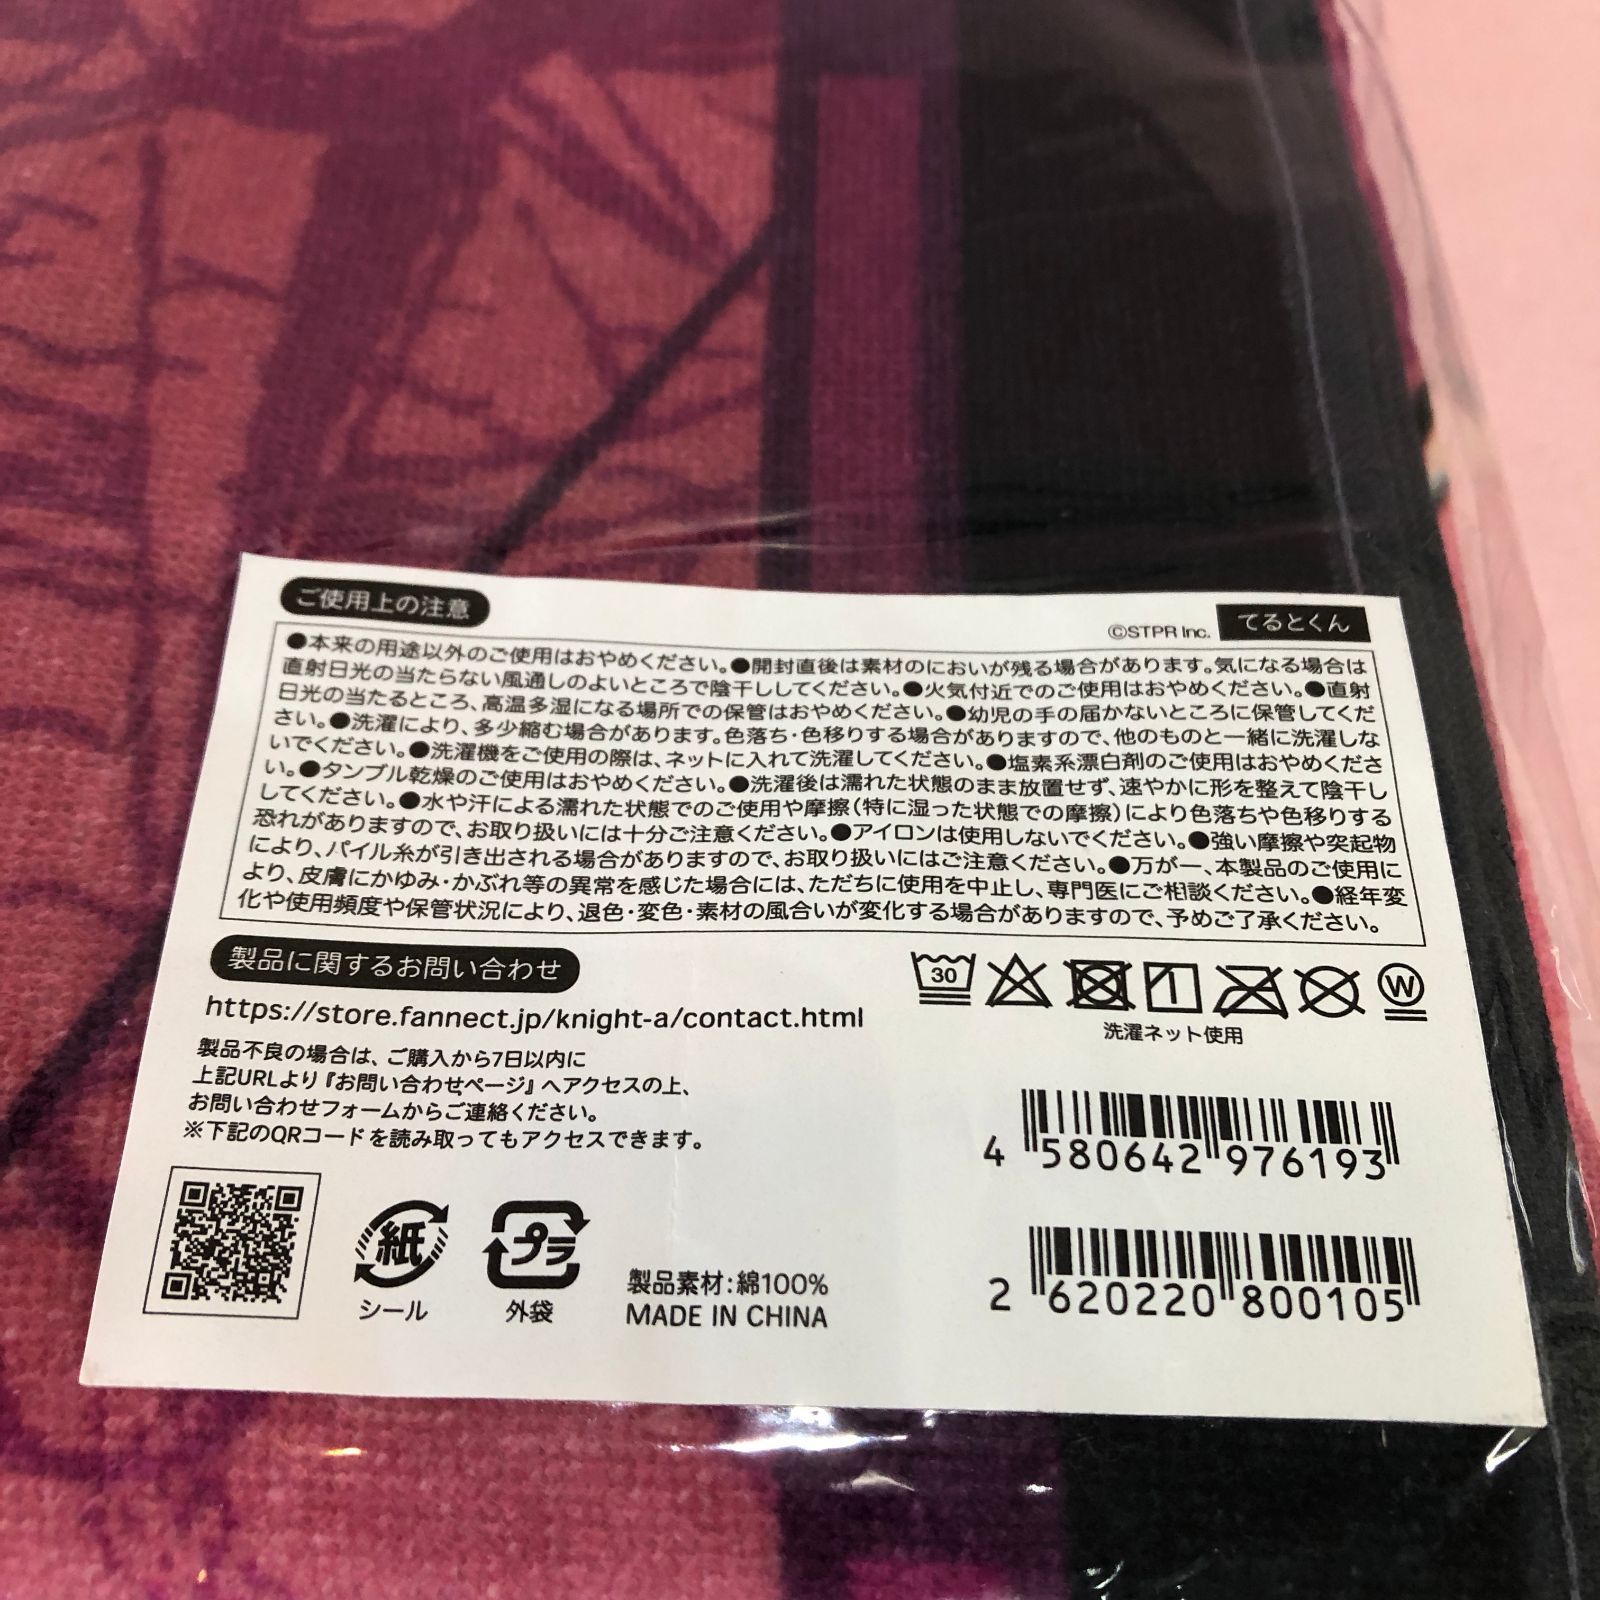 ご使用上の注意
©STPR Inc.
てるとくん
●本来の用途以外のご使用はおやめください。●開封直後は素材のにおいが残る場合があります。気になる場合は
直射日光の当たらない風通しのよいところで陰干ししてください。●火気付近でのご使用はおやめください。●直射
日光の当たるところ、高温多湿になる場所での保管はおやめください。●幼児の手の届かないところに保管してくだ
さい。●洗濯により、多少縮む場合があります。色落ち・色移りする場合がありますので、他のものと一緒に洗濯しな
いでください。●洗濯機をご使用の際は、ネットに入れて洗濯してください。●塩素系漂白剤のご使用はおやめくださ
い。●タンブル乾燥のご使用はおやめください。●洗濯後は濡れた状態のまま放置せず、速やかに形を整えて陰干し
してください。●水や汗による濡れた状態でのご使用や摩擦（特に湿った状態での摩擦）により色落ちや色移りする
恐れがありますので、お取り扱いには十分ご注意ください。●アイロンは使用しないでください。●強い摩擦や突起物
により、パイル糸が引き出される場合がありますので、お取り扱いにはご注意ください。●万が一、本製品のご使用に
より、皮膚にかゆみ・かぶれ等の異常を感じた場合には、ただちに使用を中止し、専門医にご相談ください。●経年変
化や使用頻度や保管状況により、退色・変色・素材の風合いが変化する場合がありますので、予めご了承ください。
製品に関するお問い合わせ
https://store.fannect.jp/knight-a/contact.html
製品不良の場合は、ご購入から7日以内に
上記URLより『お問い合わせページ』へアクセスの上、
お問い合わせフォームからご連絡ください。
※下記のQRコードを読み取ってもアクセスできます。
30
W
洗濯ネット使用
4 580642 976193
2 620220 800105
紙
シール
プラ
外袋
製品素材：綿100%
MADE IN CHINA